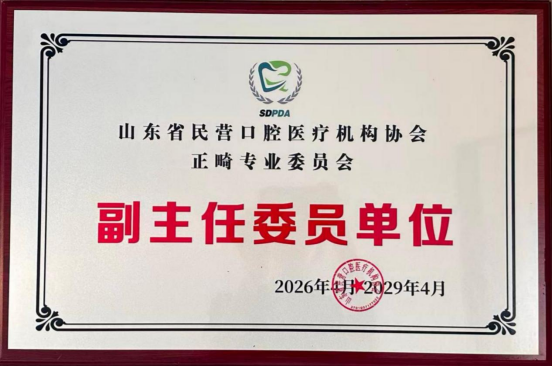 SDPDA
山东省民营口腔医疗机构协会
正畸专业委员会
副主任委员单位
2026年4月-2029年4月